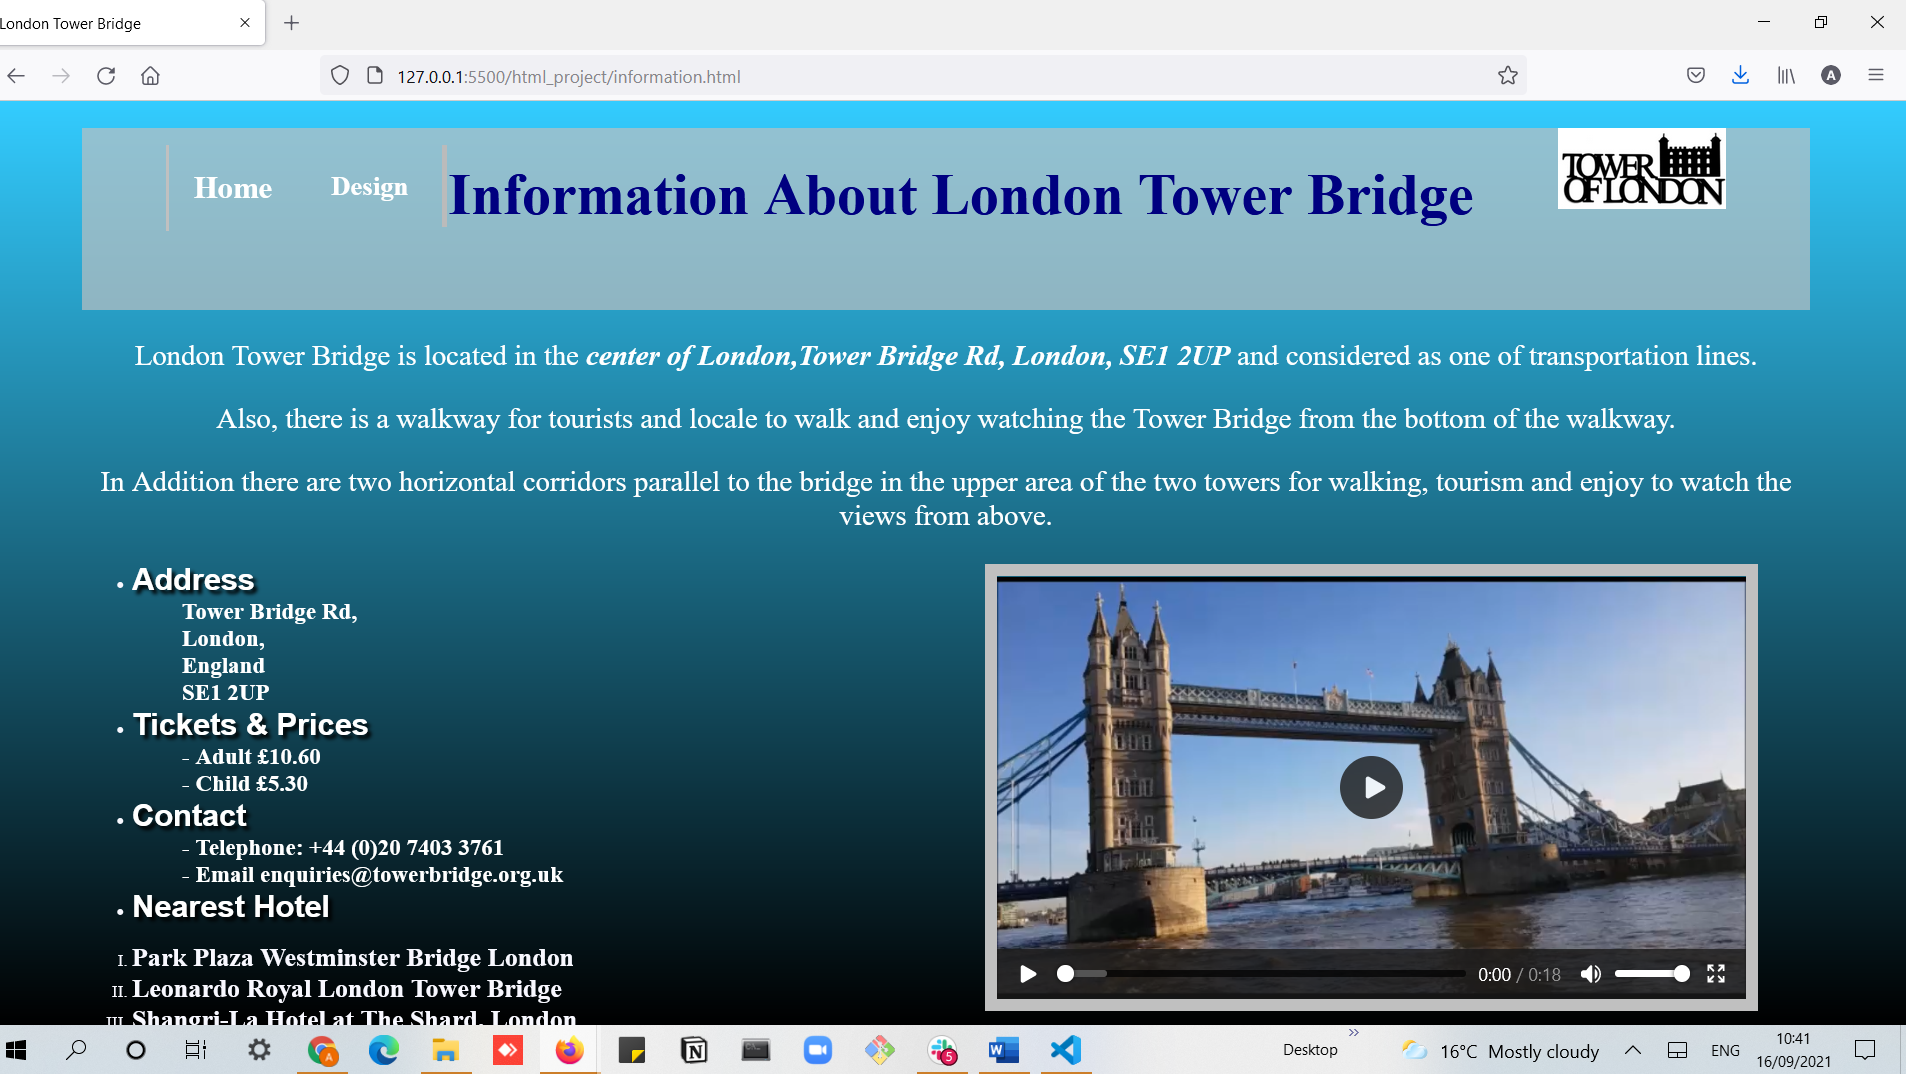 London Tower Bridge
127.0.0.1:5500/html_project/information.html
A
Home
Design
Information About London Tower Bridge
TOWER
OF LONDON
London Tower Bridge is located in the center of London,Tower Bridge Rd, London, SE1 2UP and considered as one of transportation lines.
Also, there is a walkway for tourists and locale to walk and enjoy watching the Tower Bridge from the bottom of the walkway.
In Addition there are two horizontal corridors parallel to the bridge in the upper area of the two towers for walking, tourism and enjoy to watch the
views from above.
• Address
Tower Bridge Rd,
London,
England
SE1 2UP
• Tickets & Prices
- Adult £10.60
- Child £5.30
• Contact
- Telephone: +44 (0)20 7403 3761
- Email enquiries@towerbridge.org.uk
• Nearest Hotel
I. Park Plaza Westminster Bridge London
II. Leonardo Royal London Tower Bridge
III. Shangri-La Hotel at The Shard, London
0:00 / 0:18
A
N
5
W
Desktop
16°C Mostly cloudy
ENG
10:41
16/09/2021